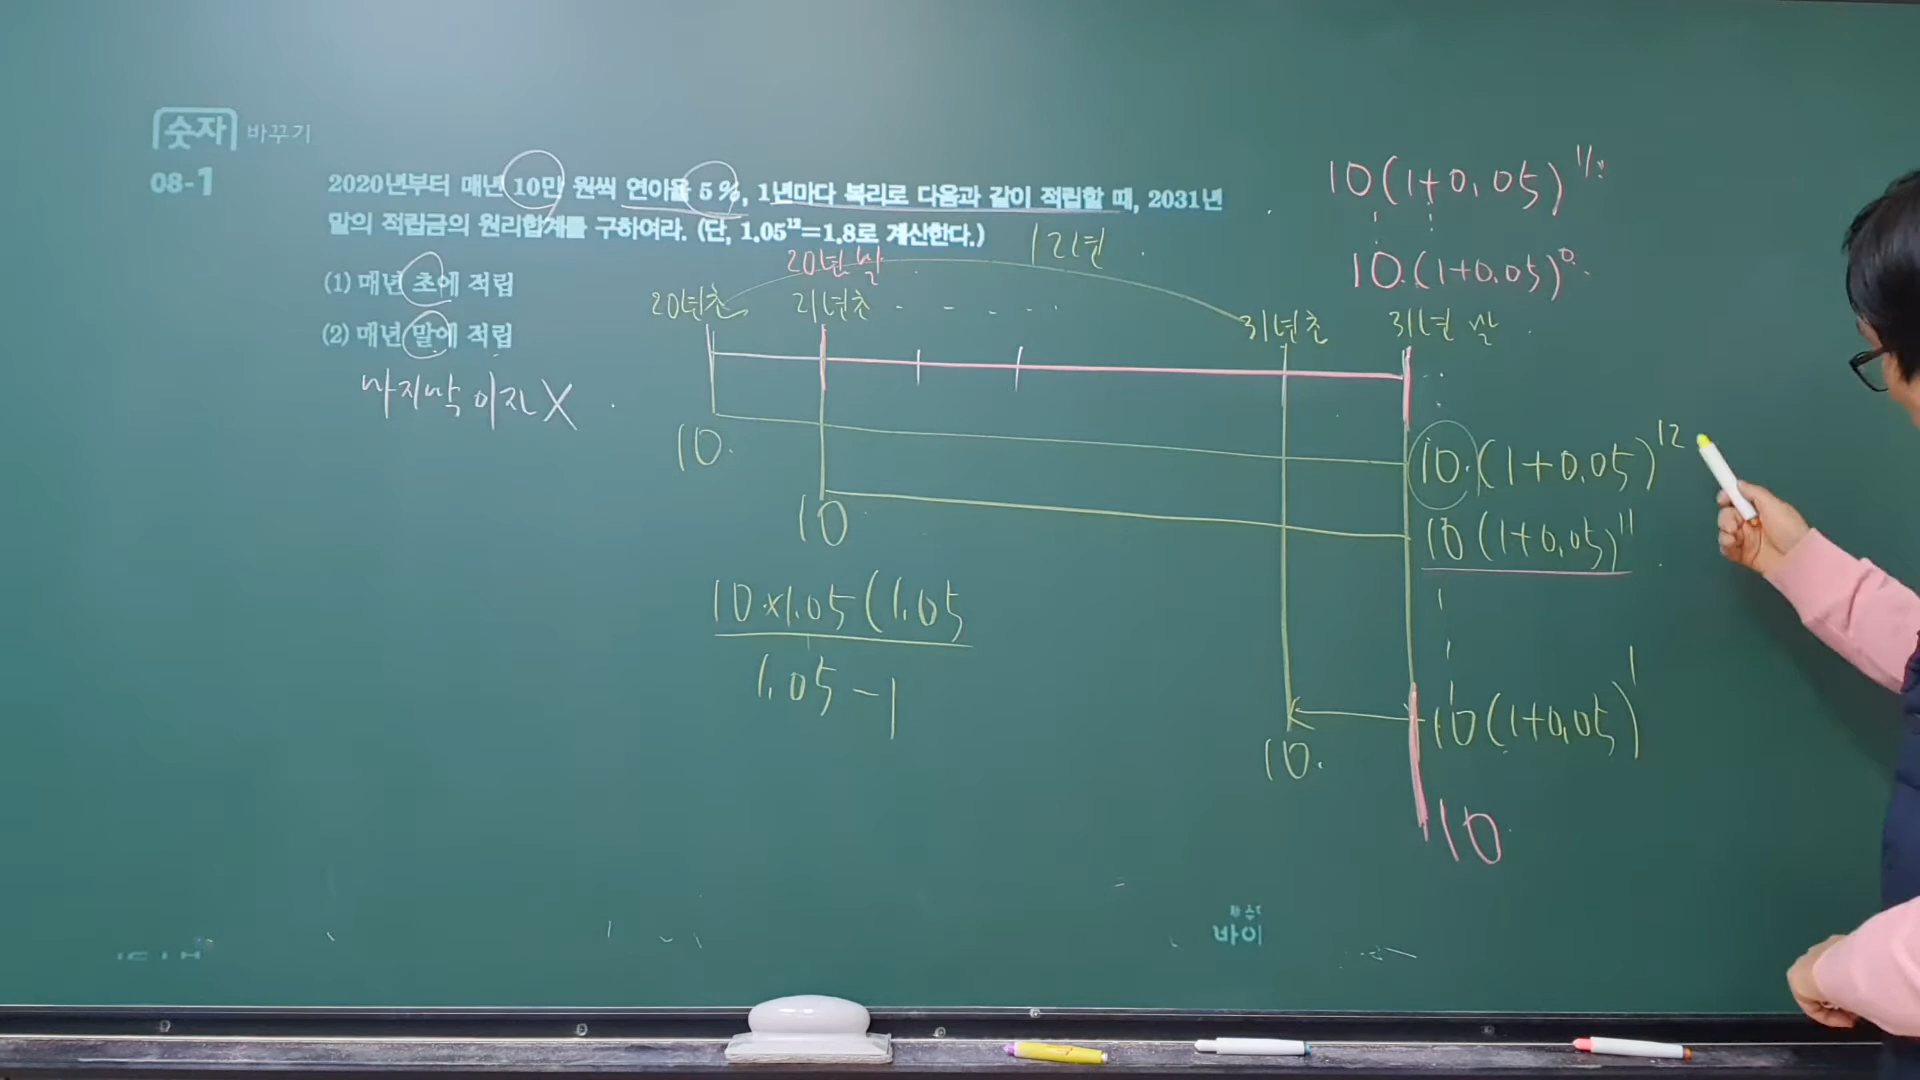 숫자 바꾸기
08-1
2020년부터 매년 10만 원씩 연이율 5%, 1년마다 복리로 다음과 같이 적립할 때, 2031년
말의 적립금의 원리합계를 구하여라. (단, 1.05¹²=1.8로 계산한다.)
(1) 매년 초에 적립
(2) 매년 말에 적립
마지막 이자 X
12년
20년 말
20년초 21년초 31년초 31년 말
10(1+0.05)¹¹
10.(1+0.05)⁰
10.
10.(1+0.05)¹²
10
10(1+0.05)¹¹
10×1.05(1.05
1.05-1
10(1+0.05)¹
10.
10
수학
바이